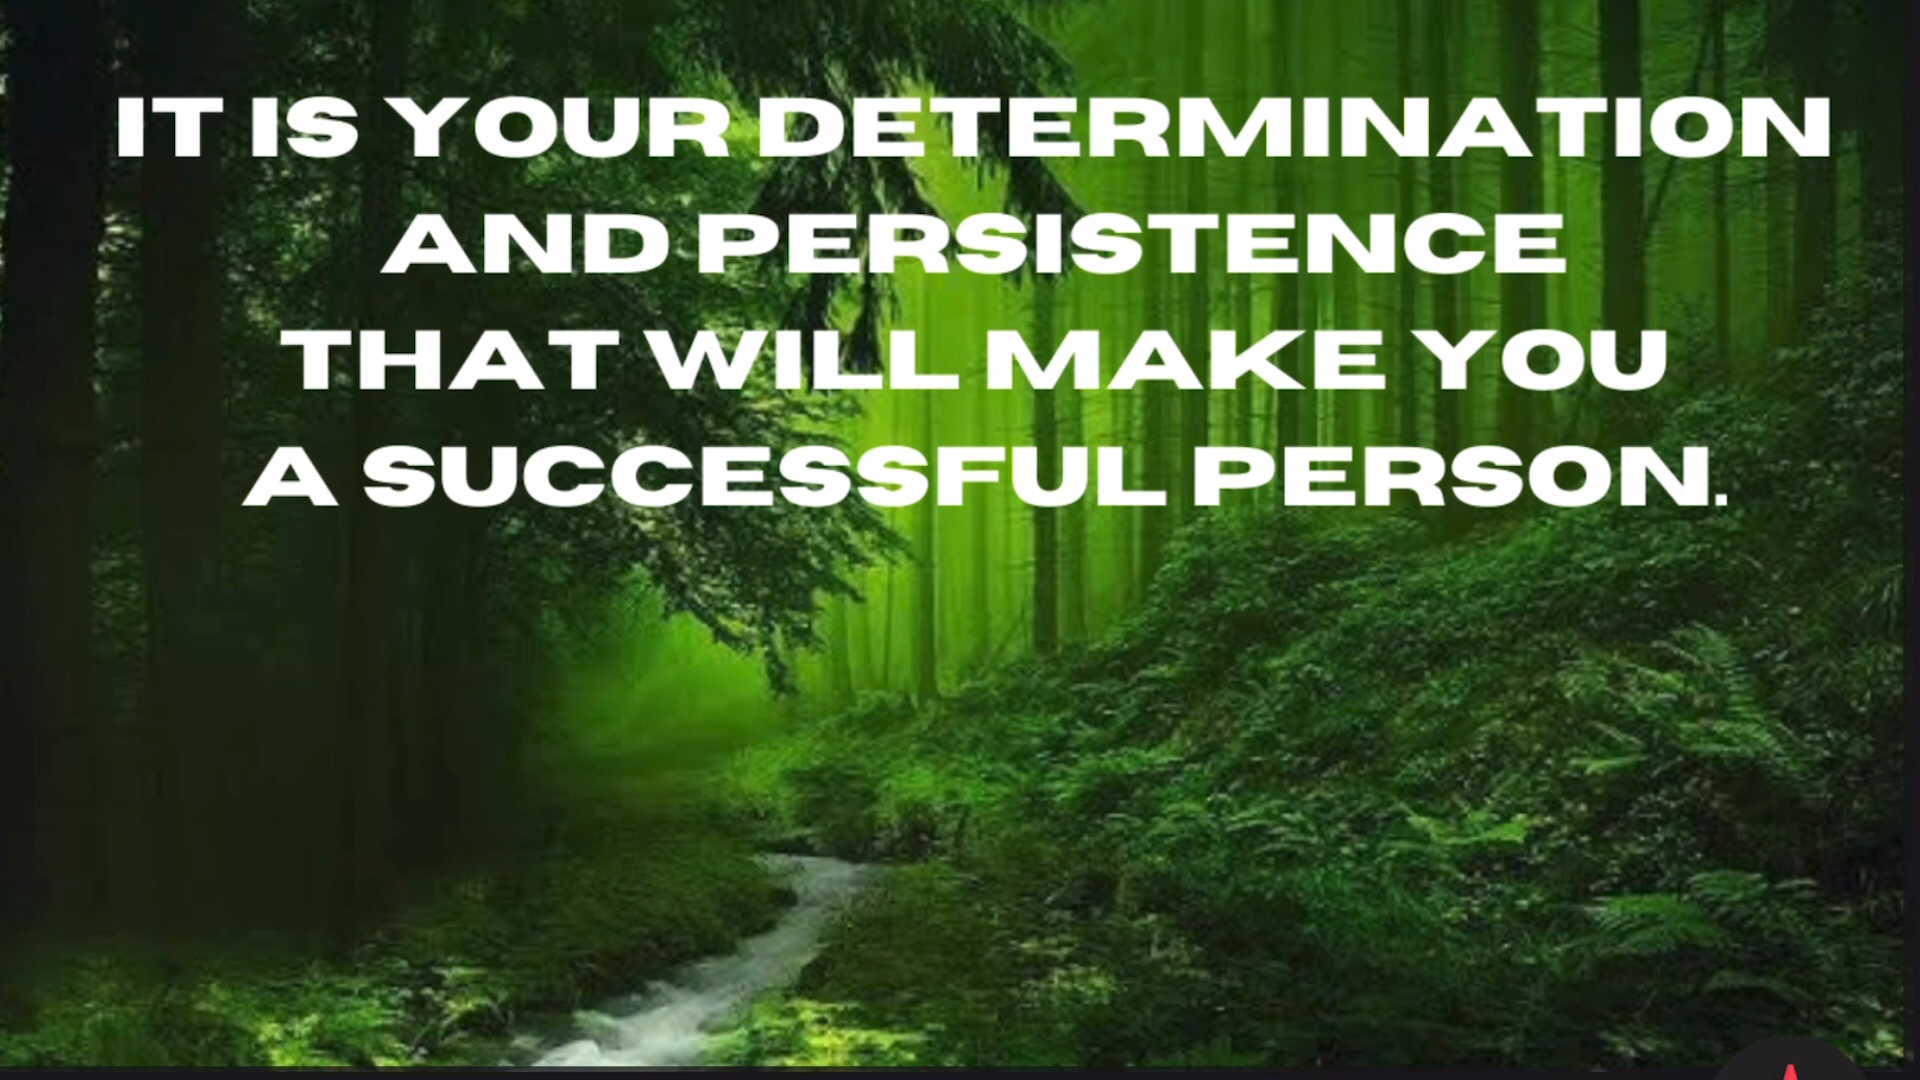 IT IS YOUR DETERMINATION
AND PERSISTENCE
THAT WILL MAKE YOU
A SUCCESSFUL PERSON.